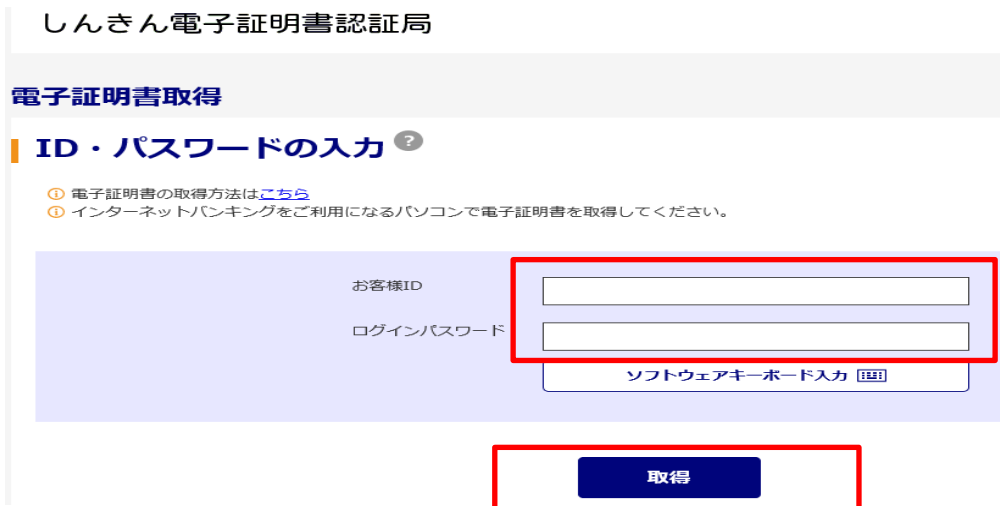 しんきん電子証明書認証局
電子証明書取得
ID・パスワードの入力 ?
電子証明書の取得方法はこちら
インターネットバンキングをご利用になるパソコンで電子証明書を取得してください。
お客様ID
ログインパスワード
ソフトウェアキーボード入力
取得